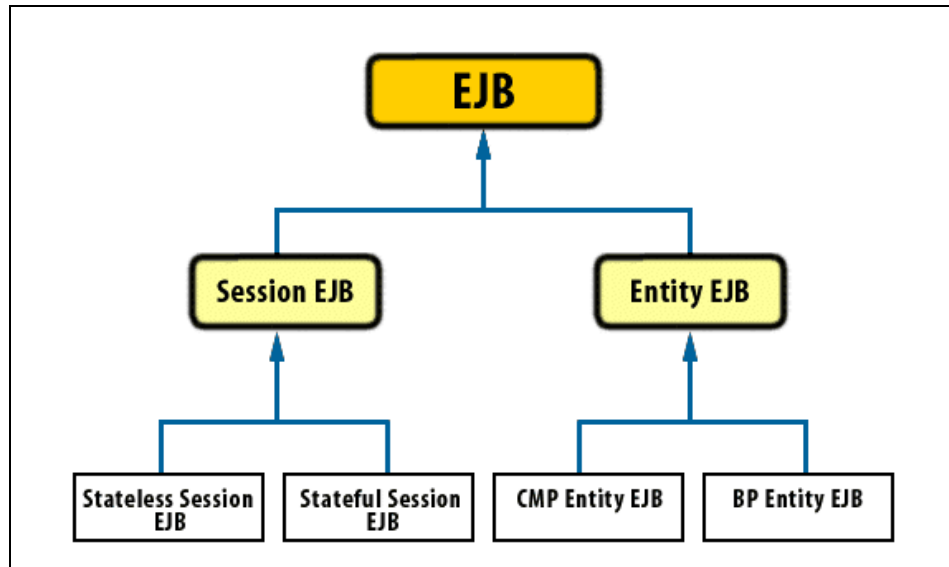 EJB
Session EJB
Entity EJB
Stateless Session
EJB
Stateful Session
EJB
CMP Entity EJB
BP Entity EJB